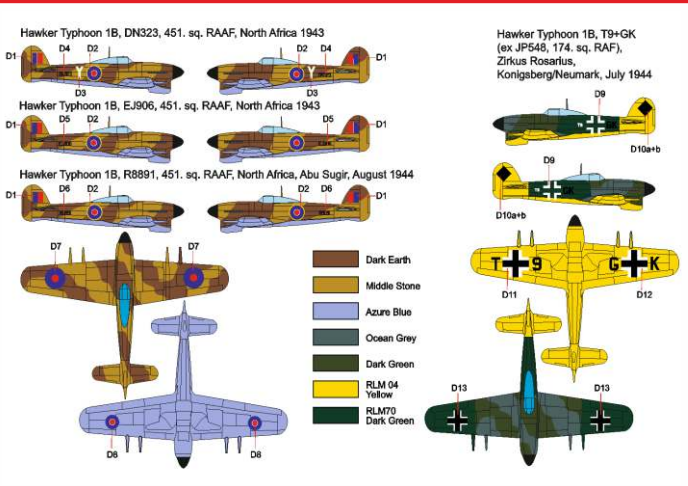 Hawker Typhoon 1B, DN323, 451. sq. RAAF, North Africa 1943
D1 D4 D2 D2 D4 D1
Y Y
D3 D3
Hawker Typhoon 1B, EJ906, 451. sq. RAAF, North Africa 1943
D1 D5 D2 D5 D1
Hawker Typhoon 1B, R8891, 451. sq. RAAF, North Africa, Abu Sugir, August 1944
D1 D6 D2 D2 D6 D1
D7 D7
D8 D8
Dark Earth
Middle Stone
Azure Blue
Ocean Grey
Dark Green
RLM 04
Yellow
RLM70
Dark Green
Hawker Typhoon 1B, T9+GK
(ex JP548, 174. sq. RAF),
Zirkus Rosarius,
Konigsberg/Neumark, July 1944
D9
T9
D10a+b
D9
GK
D10a+b
T 9 G K
D11 D12
D13 D13